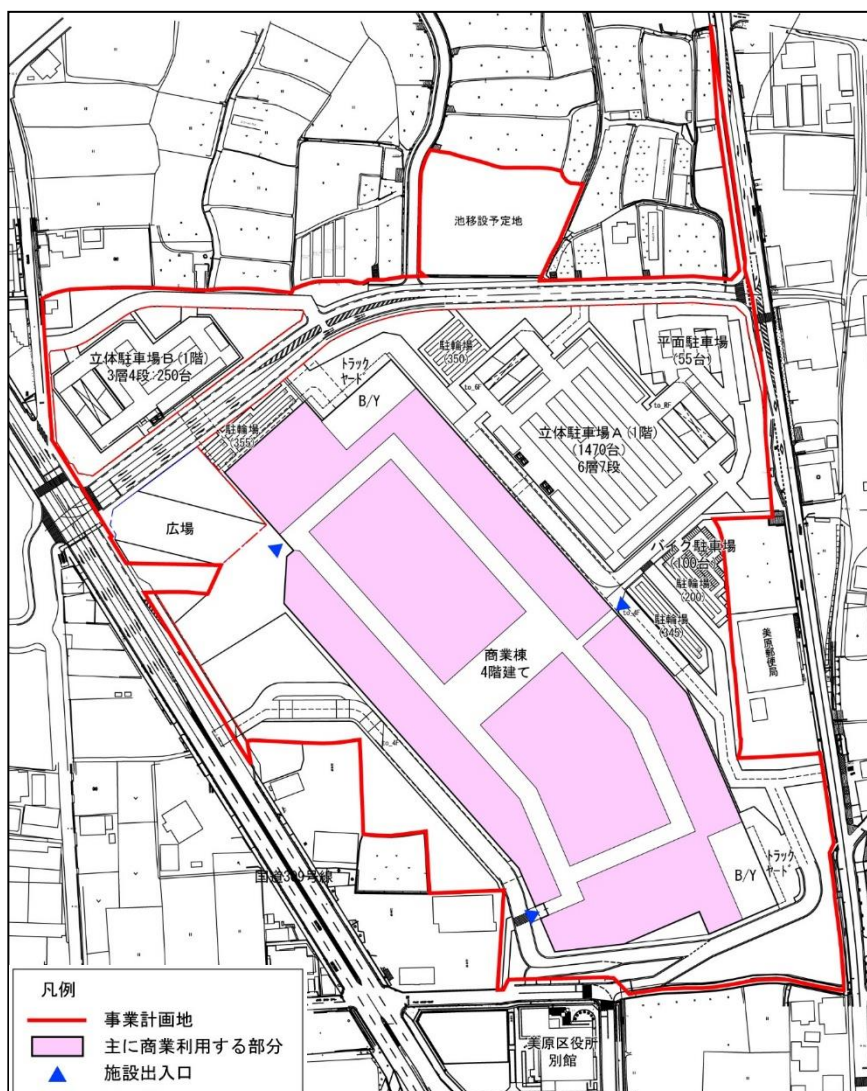 池移設予定地
立体駐車場B(1階)
3層4段:250台
駐輪場
(350)
平面駐車場
(55台)
トラック
ヤード
B/Y
to_6F
to_RF
駐輪場
(355)
立体駐車場A(1階)
(1470台)
6層7段
広場
バイク駐車場
(100台)
駐輪場
(200)
駐輪場
(345)
美原郵便局
商業棟
4階建て
to_4F
トラック
ヤード
B/Y
国道309号線
美原区役所
別館
凡例
事業計画地
主に商業利用する部分
施設出入口